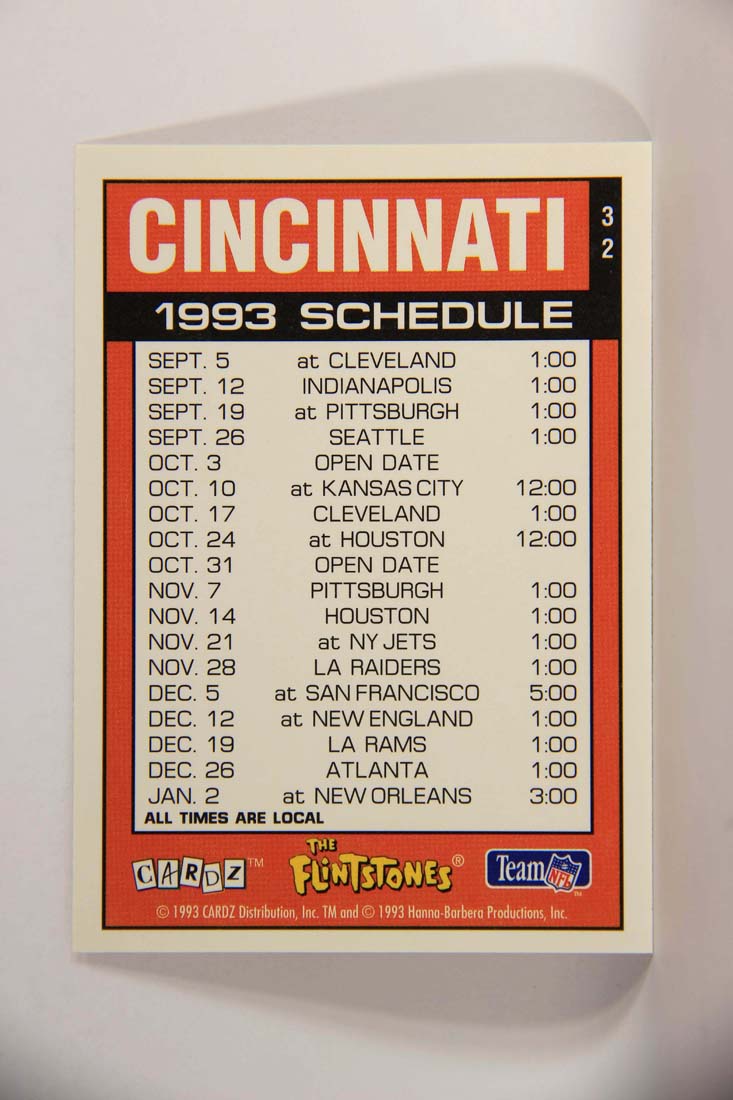 CINCINNATI
3
2
1993 SCHEDULE
SEPT. 5 at CLEVELAND 1:00
SEPT. 12 INDIANAPOLIS 1:00
SEPT. 19 at PITTSBURGH 1:00
SEPT. 26 SEATTLE 1:00
OCT. 3 OPEN DATE
OCT. 10 at KANSAS CITY 12:00
OCT. 17 CLEVELAND 1:00
OCT. 24 at HOUSTON 12:00
OCT. 31 OPEN DATE
NOV. 7 PITTSBURGH 1:00
NOV. 14 HOUSTON 1:00
NOV. 21 at NY JETS 1:00
NOV. 28 LA RAIDERS 1:00
DEC. 5 at SAN FRANCISCO 5:00
DEC. 12 at NEW ENGLAND 1:00
DEC. 19 LA RAMS 1:00
DEC. 26 ATLANTA 1:00
JAN. 2 at NEW ORLEANS 3:00
ALL TIMES ARE LOCAL
CARDZ™
THE
FLINTSTONES®
Team NFL™
© 1993 CARDZ Distribution, Inc. TM and © 1993 Hanna-Barbera Productions, Inc.